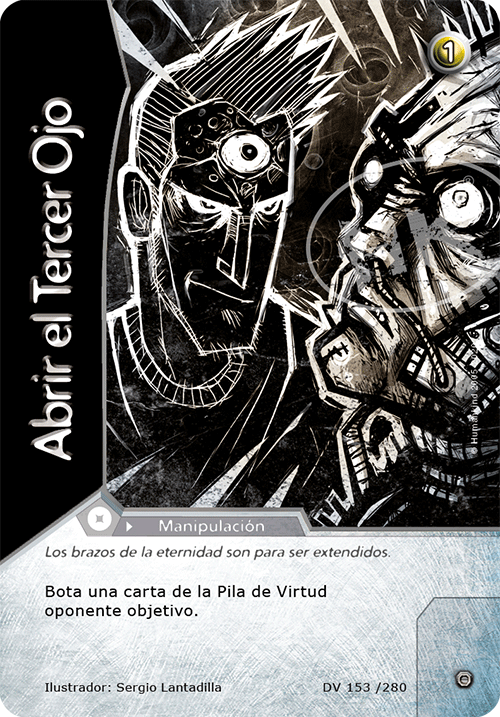 Abrir el Tercer Ojo
1
HK
Manipulación
Los brazos de la eternidad son para ser extendidos.
Bota una carta de la Pila de Virtud
oponente objetivo.
Ilustrador: Sergio Lantadilla
DV 153 /280